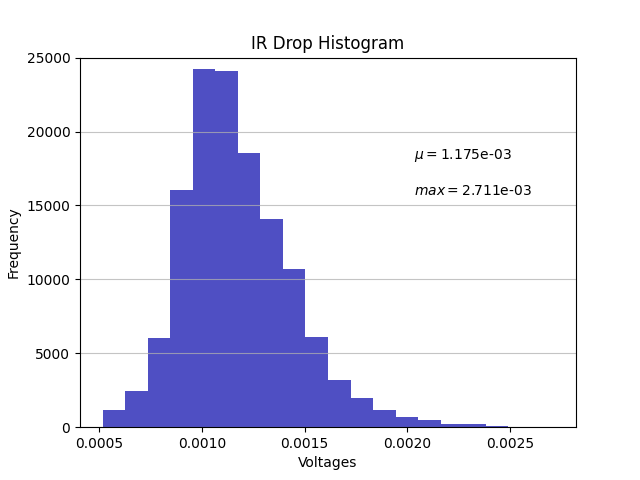 IR Drop Histogram
25000
20000
15000
10000
5000
0
Frequency
μ = 1.175e-03
max = 2.711e-03
0.0005 0.0010 0.0015 0.0020 0.0025
Voltages